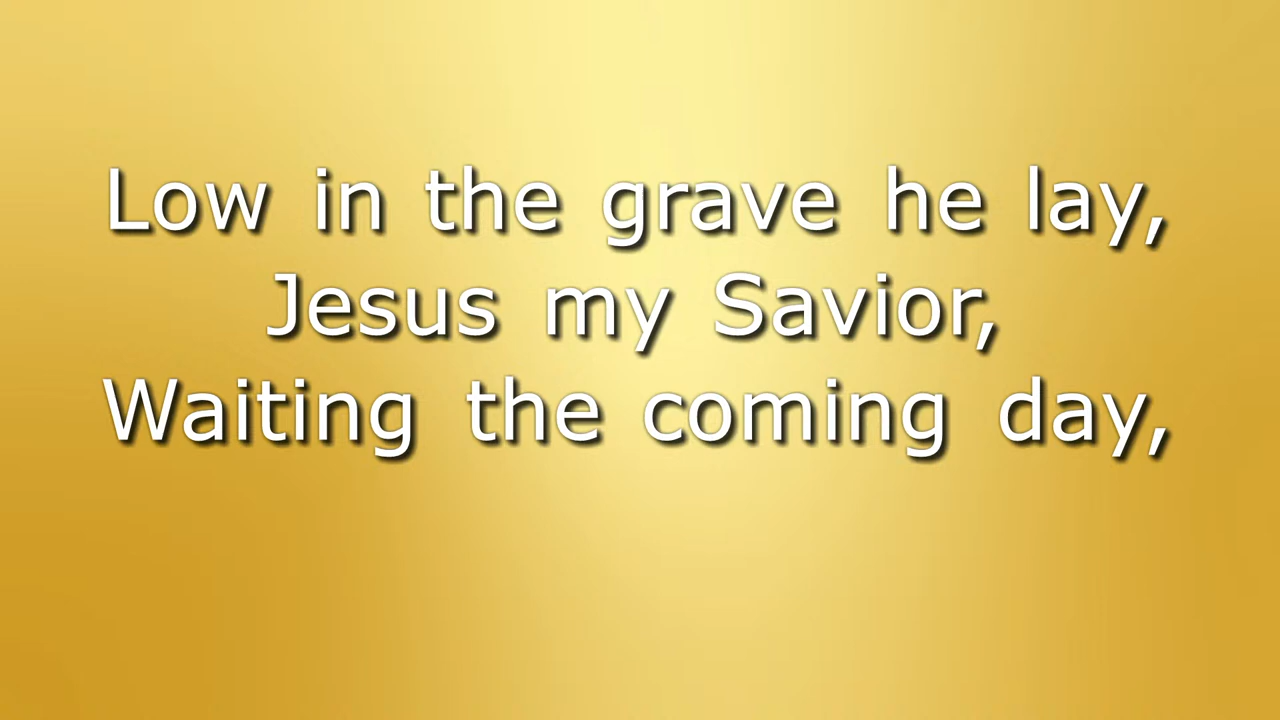 Low in the grave he lay,
Jesus my Savior,
Waiting the coming day,